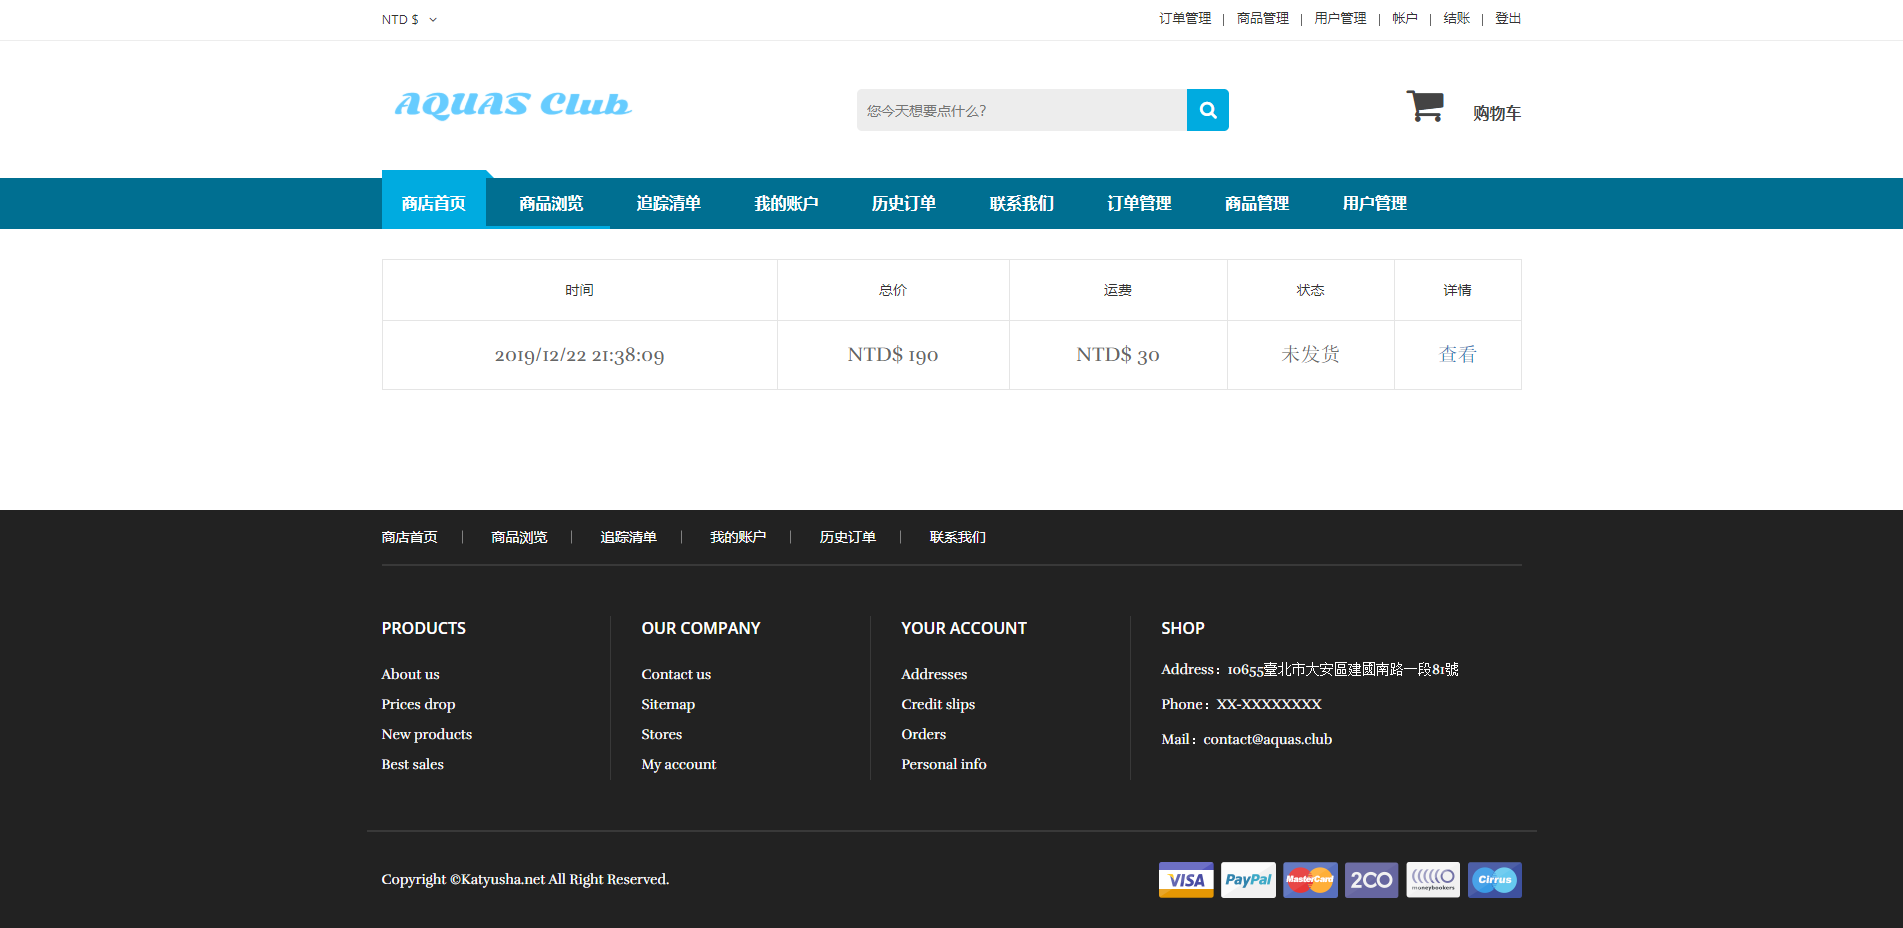 NTD $
订单管理 | 商品管理 | 用户管理 | 帐户 | 结账 | 登出
AQUAS Club
您今天想要点什么?
购物车
商店首页 商品浏览 追踪清单 我的账户 历史订单 联系我们 订单管理 商品管理 用户管理
时间 总价 运费 状态 详情
2019/12/22 21:38:09 NTD$ 190 NTD$ 30 未发货 查看
商店首页 | 商品浏览 | 追踪清单 | 我的账户 | 历史订单 | 联系我们
PRODUCTS
About us
Prices drop
New products
Best sales
OUR COMPANY
Contact us
Sitemap
Stores
My account
YOUR ACCOUNT
Addresses
Credit slips
Orders
Personal info
SHOP
Address：10655臺北市大安區建國南路一段81號
Phone：XX-XXXXXXXX
Mail：contact@aquas.club
Copyright ©Katyusha.net All Right Reserved.
VISA PayPal MasterCard 2CO moneybookers Cirrus